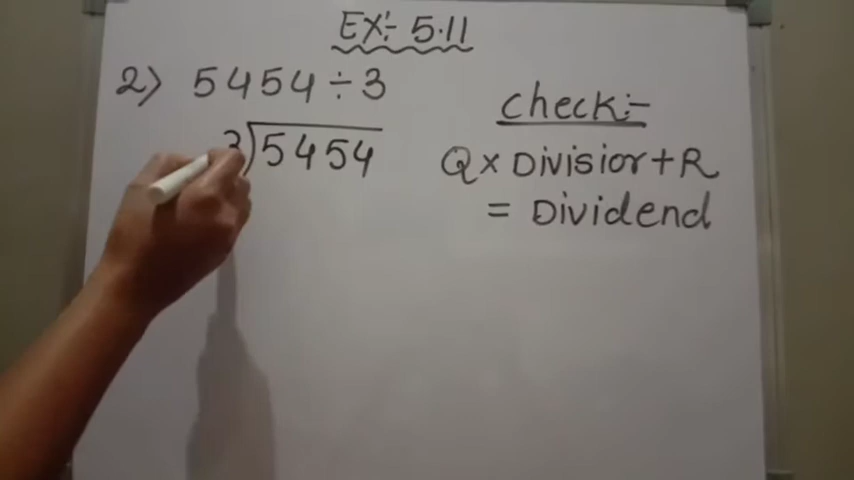 EX:- 5.11
2) 5454 ÷ 3
3)5454
Check:-
Q x Divisior + R
= Dividend